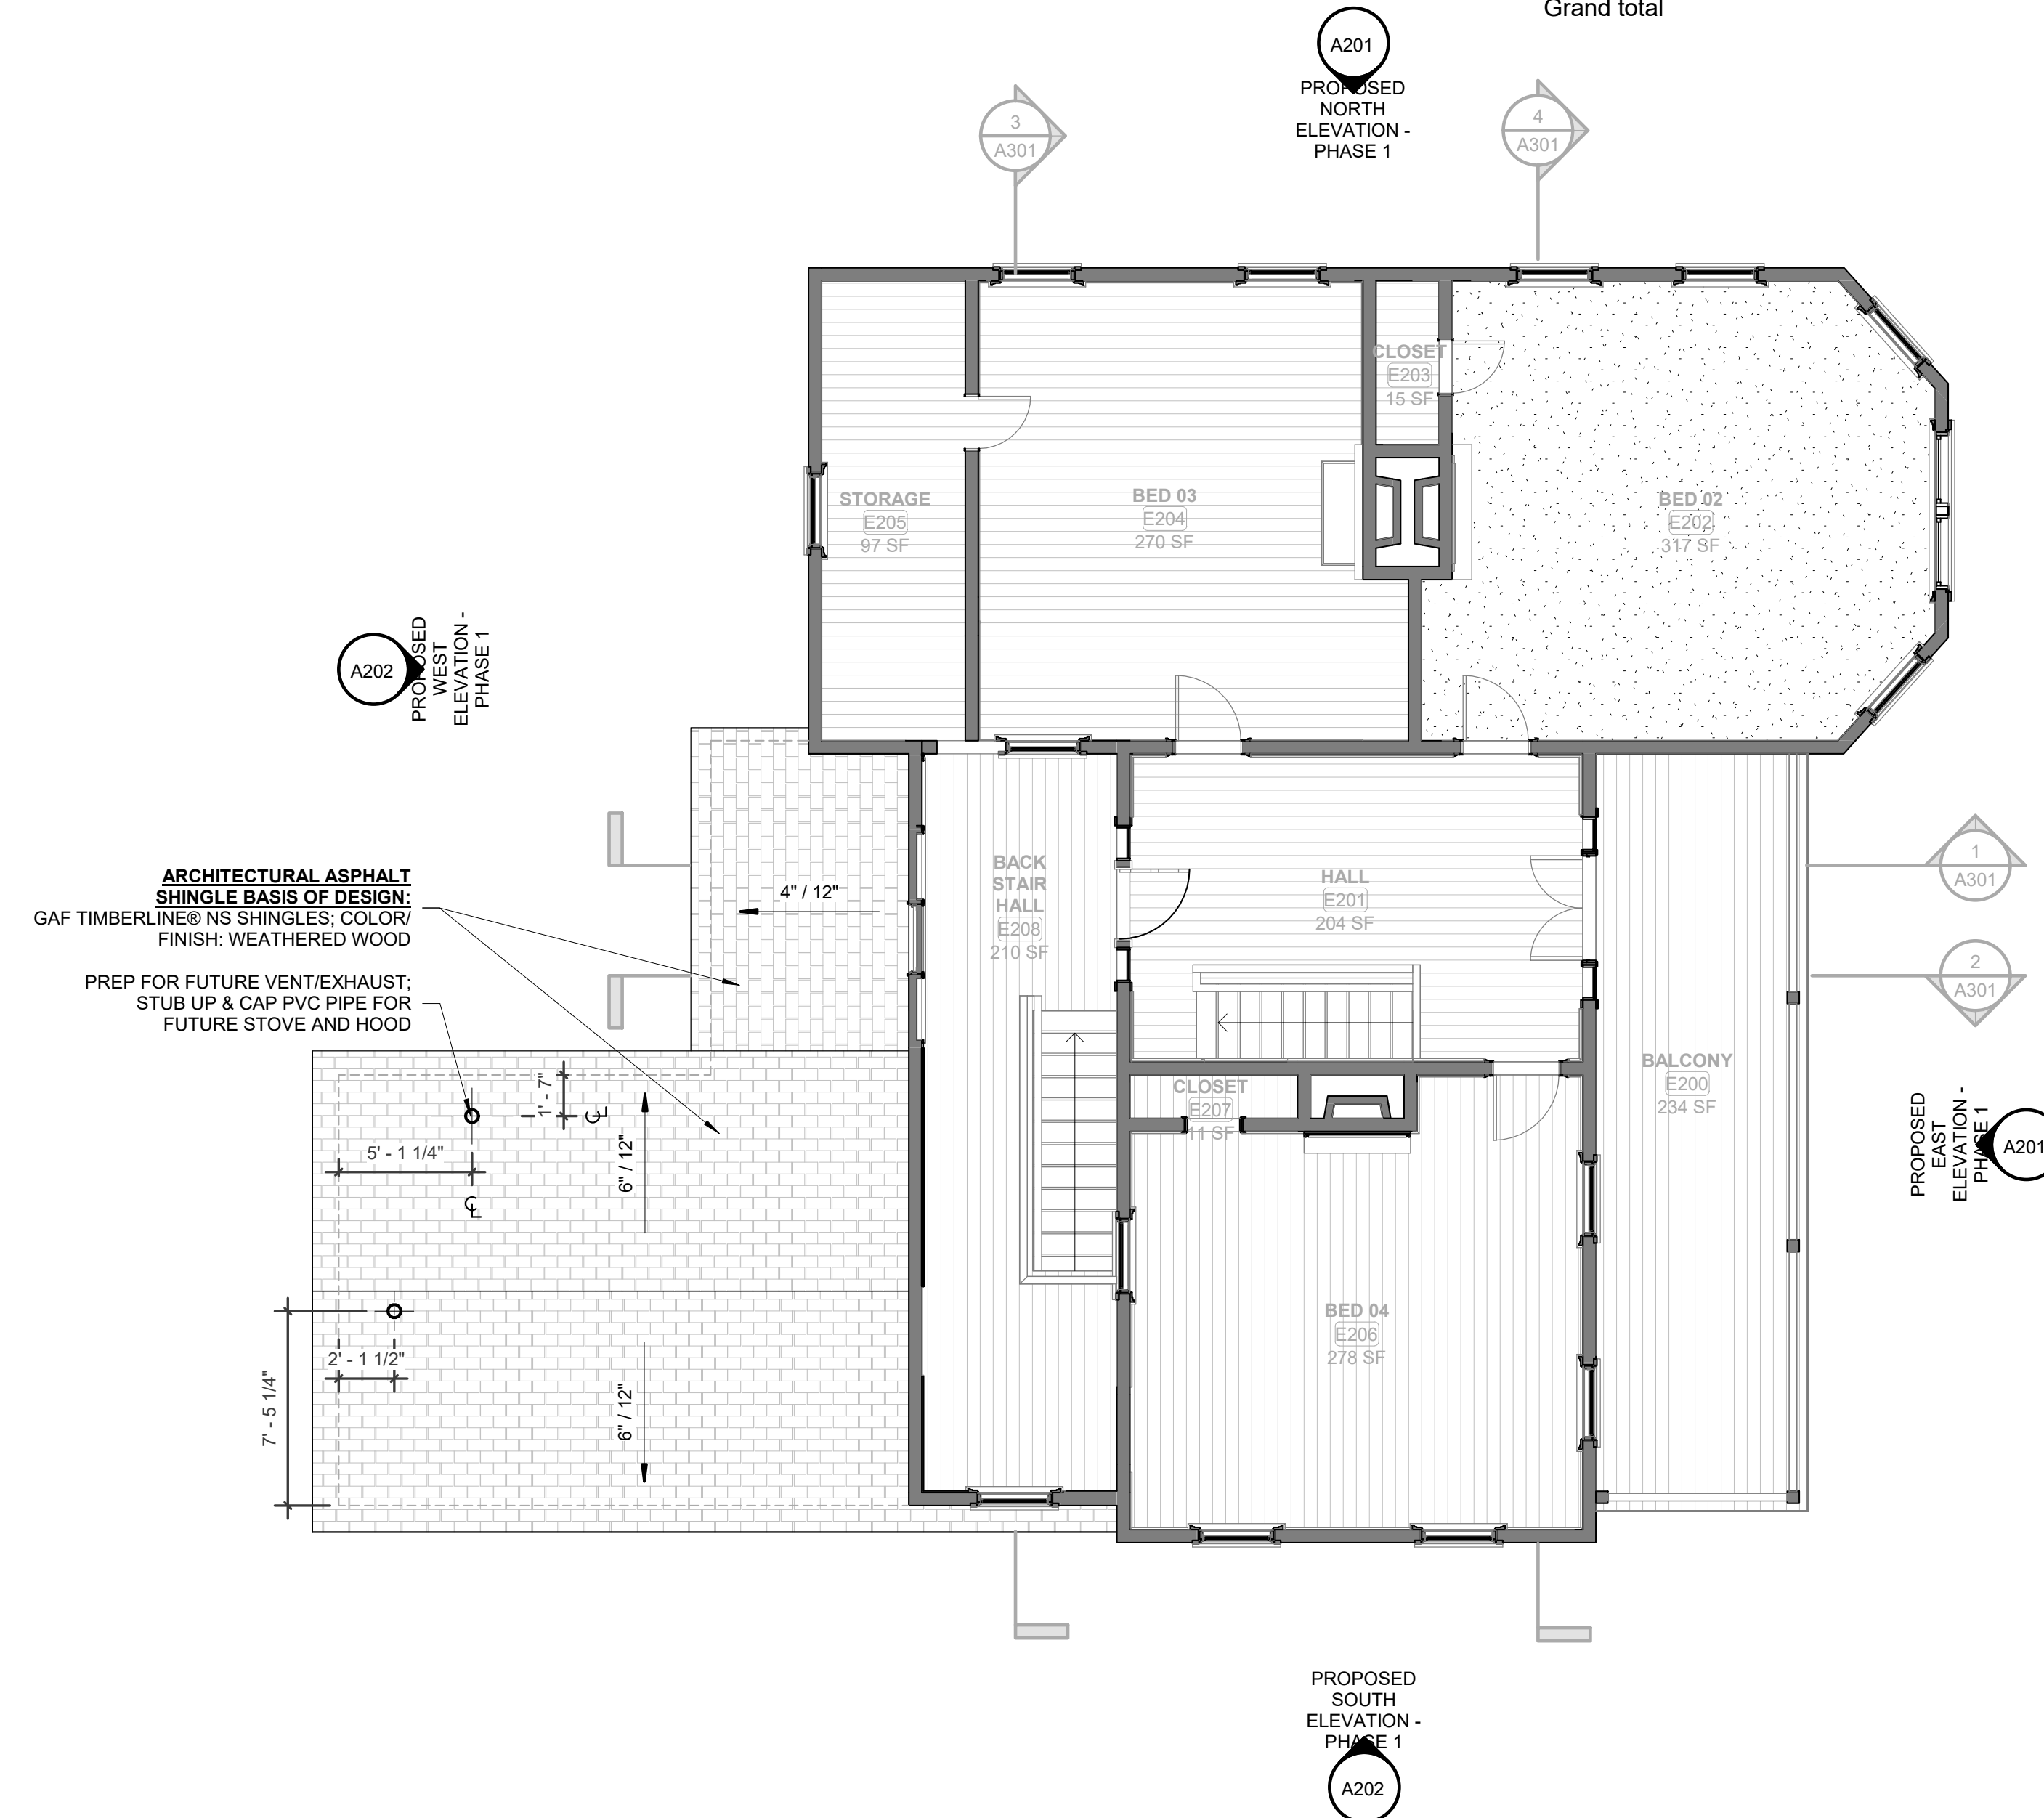 Grand total
A201
PROPOSED
NORTH
ELEVATION -
PHASE 1
3
A301
4
A301
CLOSET
E203
15 SF
STORAGE
E205
97 SF
BED 03
E204
270 SF
BED 02
E202
317 SF
A202
PROPOSED
WEST
ELEVATION -
PHASE 1
ARCHITECTURAL ASPHALT
SHINGLE BASIS OF DESIGN:
GAF TIMBERLINE® NS SHINGLES; COLOR/
FINISH: WEATHERED WOOD
PREP FOR FUTURE VENT/EXHAUST;
STUB UP & CAP PVC PIPE FOR
FUTURE STOVE AND HOOD
4" / 12"
BACK
STAIR
HALL
E208
210 SF
HALL
E201
204 SF
1
A301
2
A301
BALCONY
E200
234 SF
CLOSET
E207
11 SF
1' - 7"
CL
5' - 1 1/4"
CL
6" / 12"
PROPOSED
EAST
ELEVATION -
PHASE 1
A201
BED 04
E206
278 SF
2' - 1 1/2"
7' - 5 1/4"
6" / 12"
PROPOSED
SOUTH
ELEVATION -
PHASE 1
A202